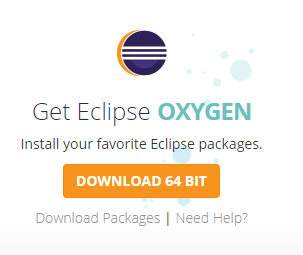 Get Eclipse OXYGEN
Install your favorite Eclipse packages.
DOWNLOAD 64 BIT
Download Packages | Need Help?